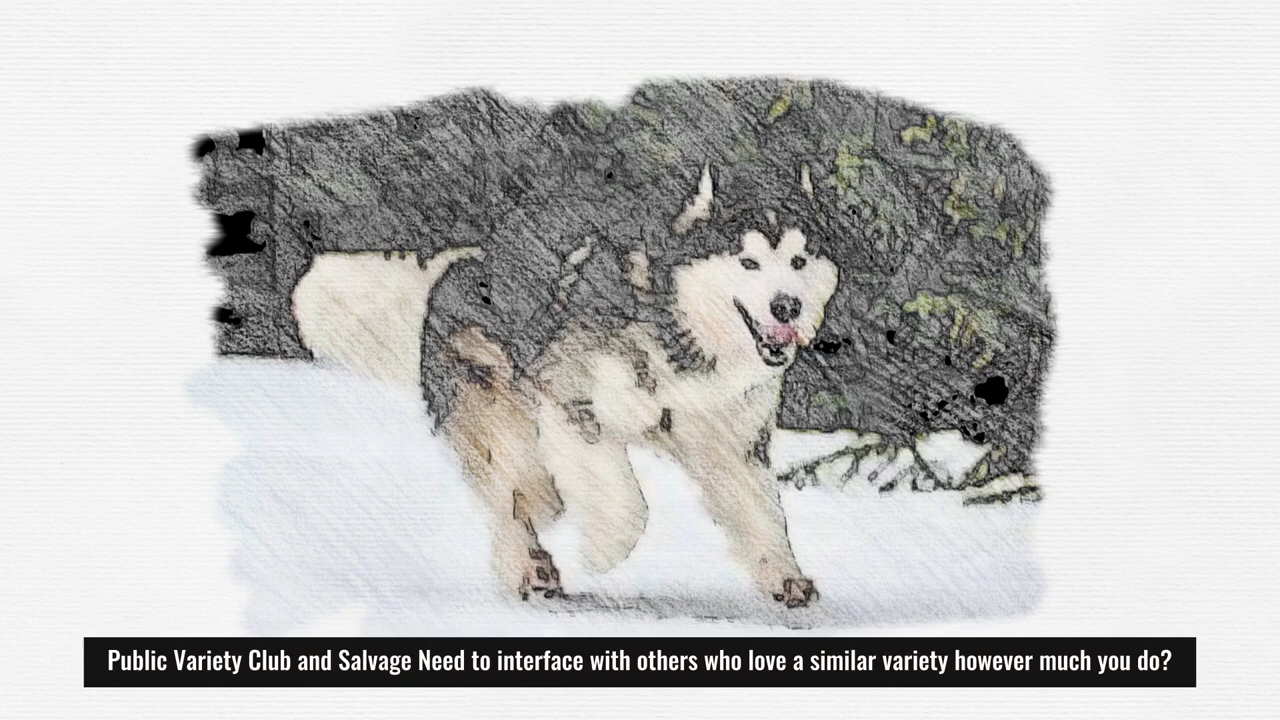 Public Variety Club and Salvage Need to interface with others who love a similar variety however much you do?